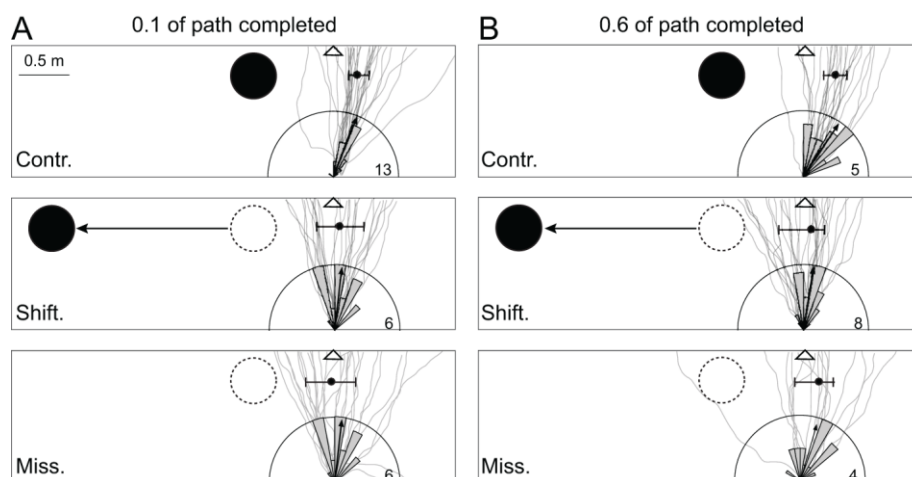 A 0.1 of path completed
0.5 m
Contr.
13
Shift.
6
Miss.
6
B 0.6 of path completed
Contr.
5
Shift.
8
Miss.
4